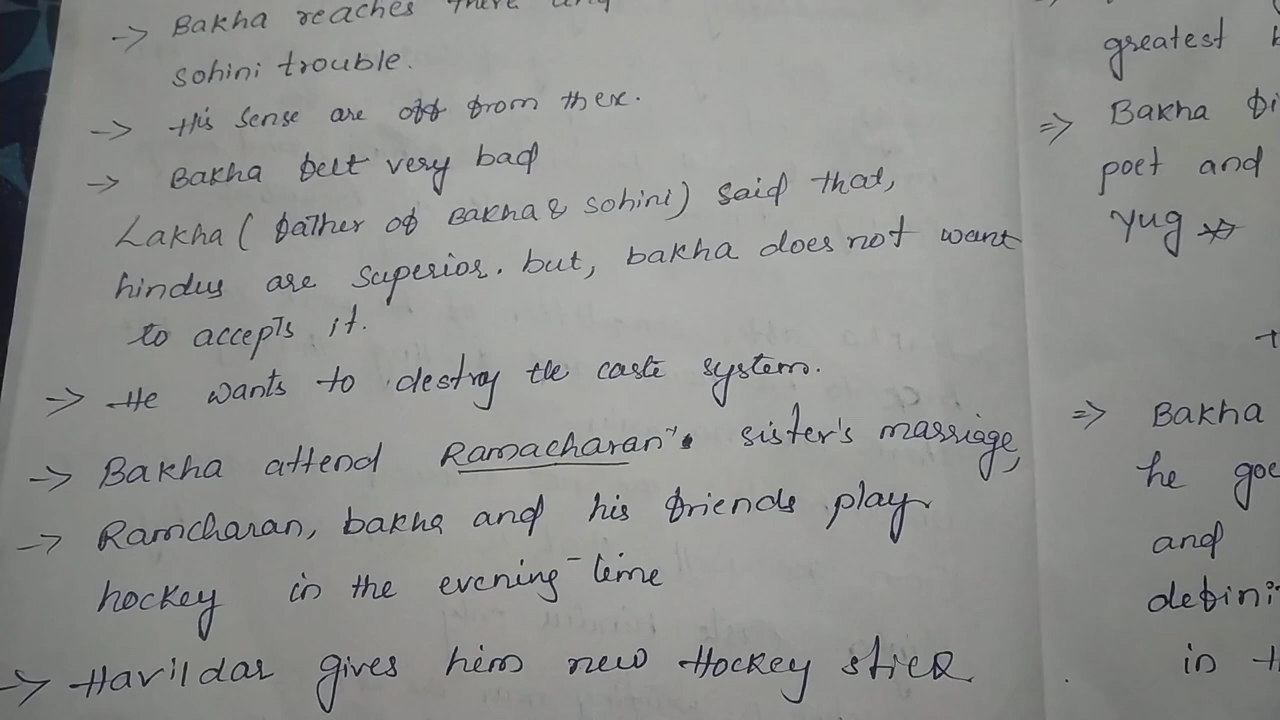 -> Bakha reaches there and
sohini trouble.
-> His sense are off from there.
-> Bakha felt very bad
Lakha ( father of Bakha & sohini) said that,
hindus are superior. but, bakha does not want
to accepts it.
-> He wants to destroy the caste system.
-> Bakha attend Ramacharan's sister's marriage,
-> Ramcharan, bakha and his friends play
hockey in the evening-time
-> Havildar gives him new Hockey stick
greatest
=> Bakha
poet and
yug
=> Bakha
he
and
in